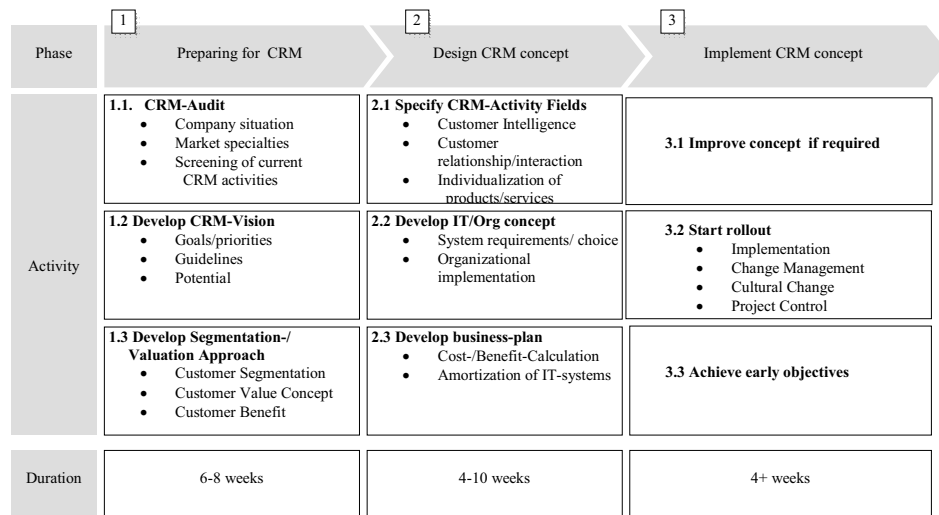 1
2
3
Phase
Preparing for CRM
Design CRM concept
Implement CRM concept
Activity
1.1. CRM-Audit
• Company situation
• Market specialties
• Screening of current
CRM activities
2.1 Specify CRM-Activity Fields
• Customer Intelligence
• Customer
relationship/interaction
• Individualization of
products/services
3.1 Improve concept if required
1.2 Develop CRM-Vision
• Goals/priorities
• Guidelines
• Potential
2.2 Develop IT/Org concept
• System requirements/ choice
• Organizational
implementation
3.2 Start rollout
• Implementation
• Change Management
• Cultural Change
• Project Control
1.3 Develop Segmentation-/
Valuation Approach
• Customer Segmentation
• Customer Value Concept
• Customer Benefit
2.3 Develop business-plan
• Cost-/Benefit-Calculation
• Amortization of IT-systems
3.3 Achieve early objectives
Duration
6-8 weeks
4-10 weeks
4+ weeks